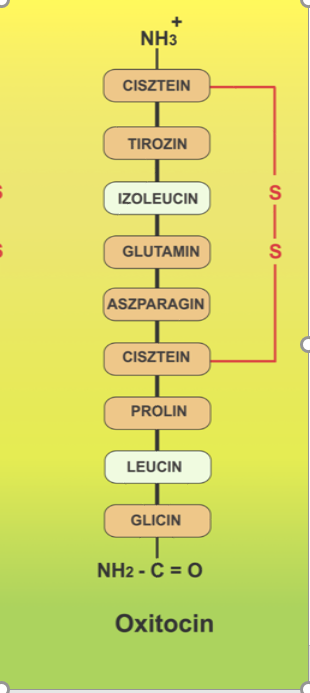 +
NH3
CISZTEIN
TIROZIN
S
IZOLEUCIN
S
GLUTAMIN
S
ASZPARAGIN
CISZTEIN
PROLIN
LEUCIN
GLICIN
NH2 - C = O
Oxitocin